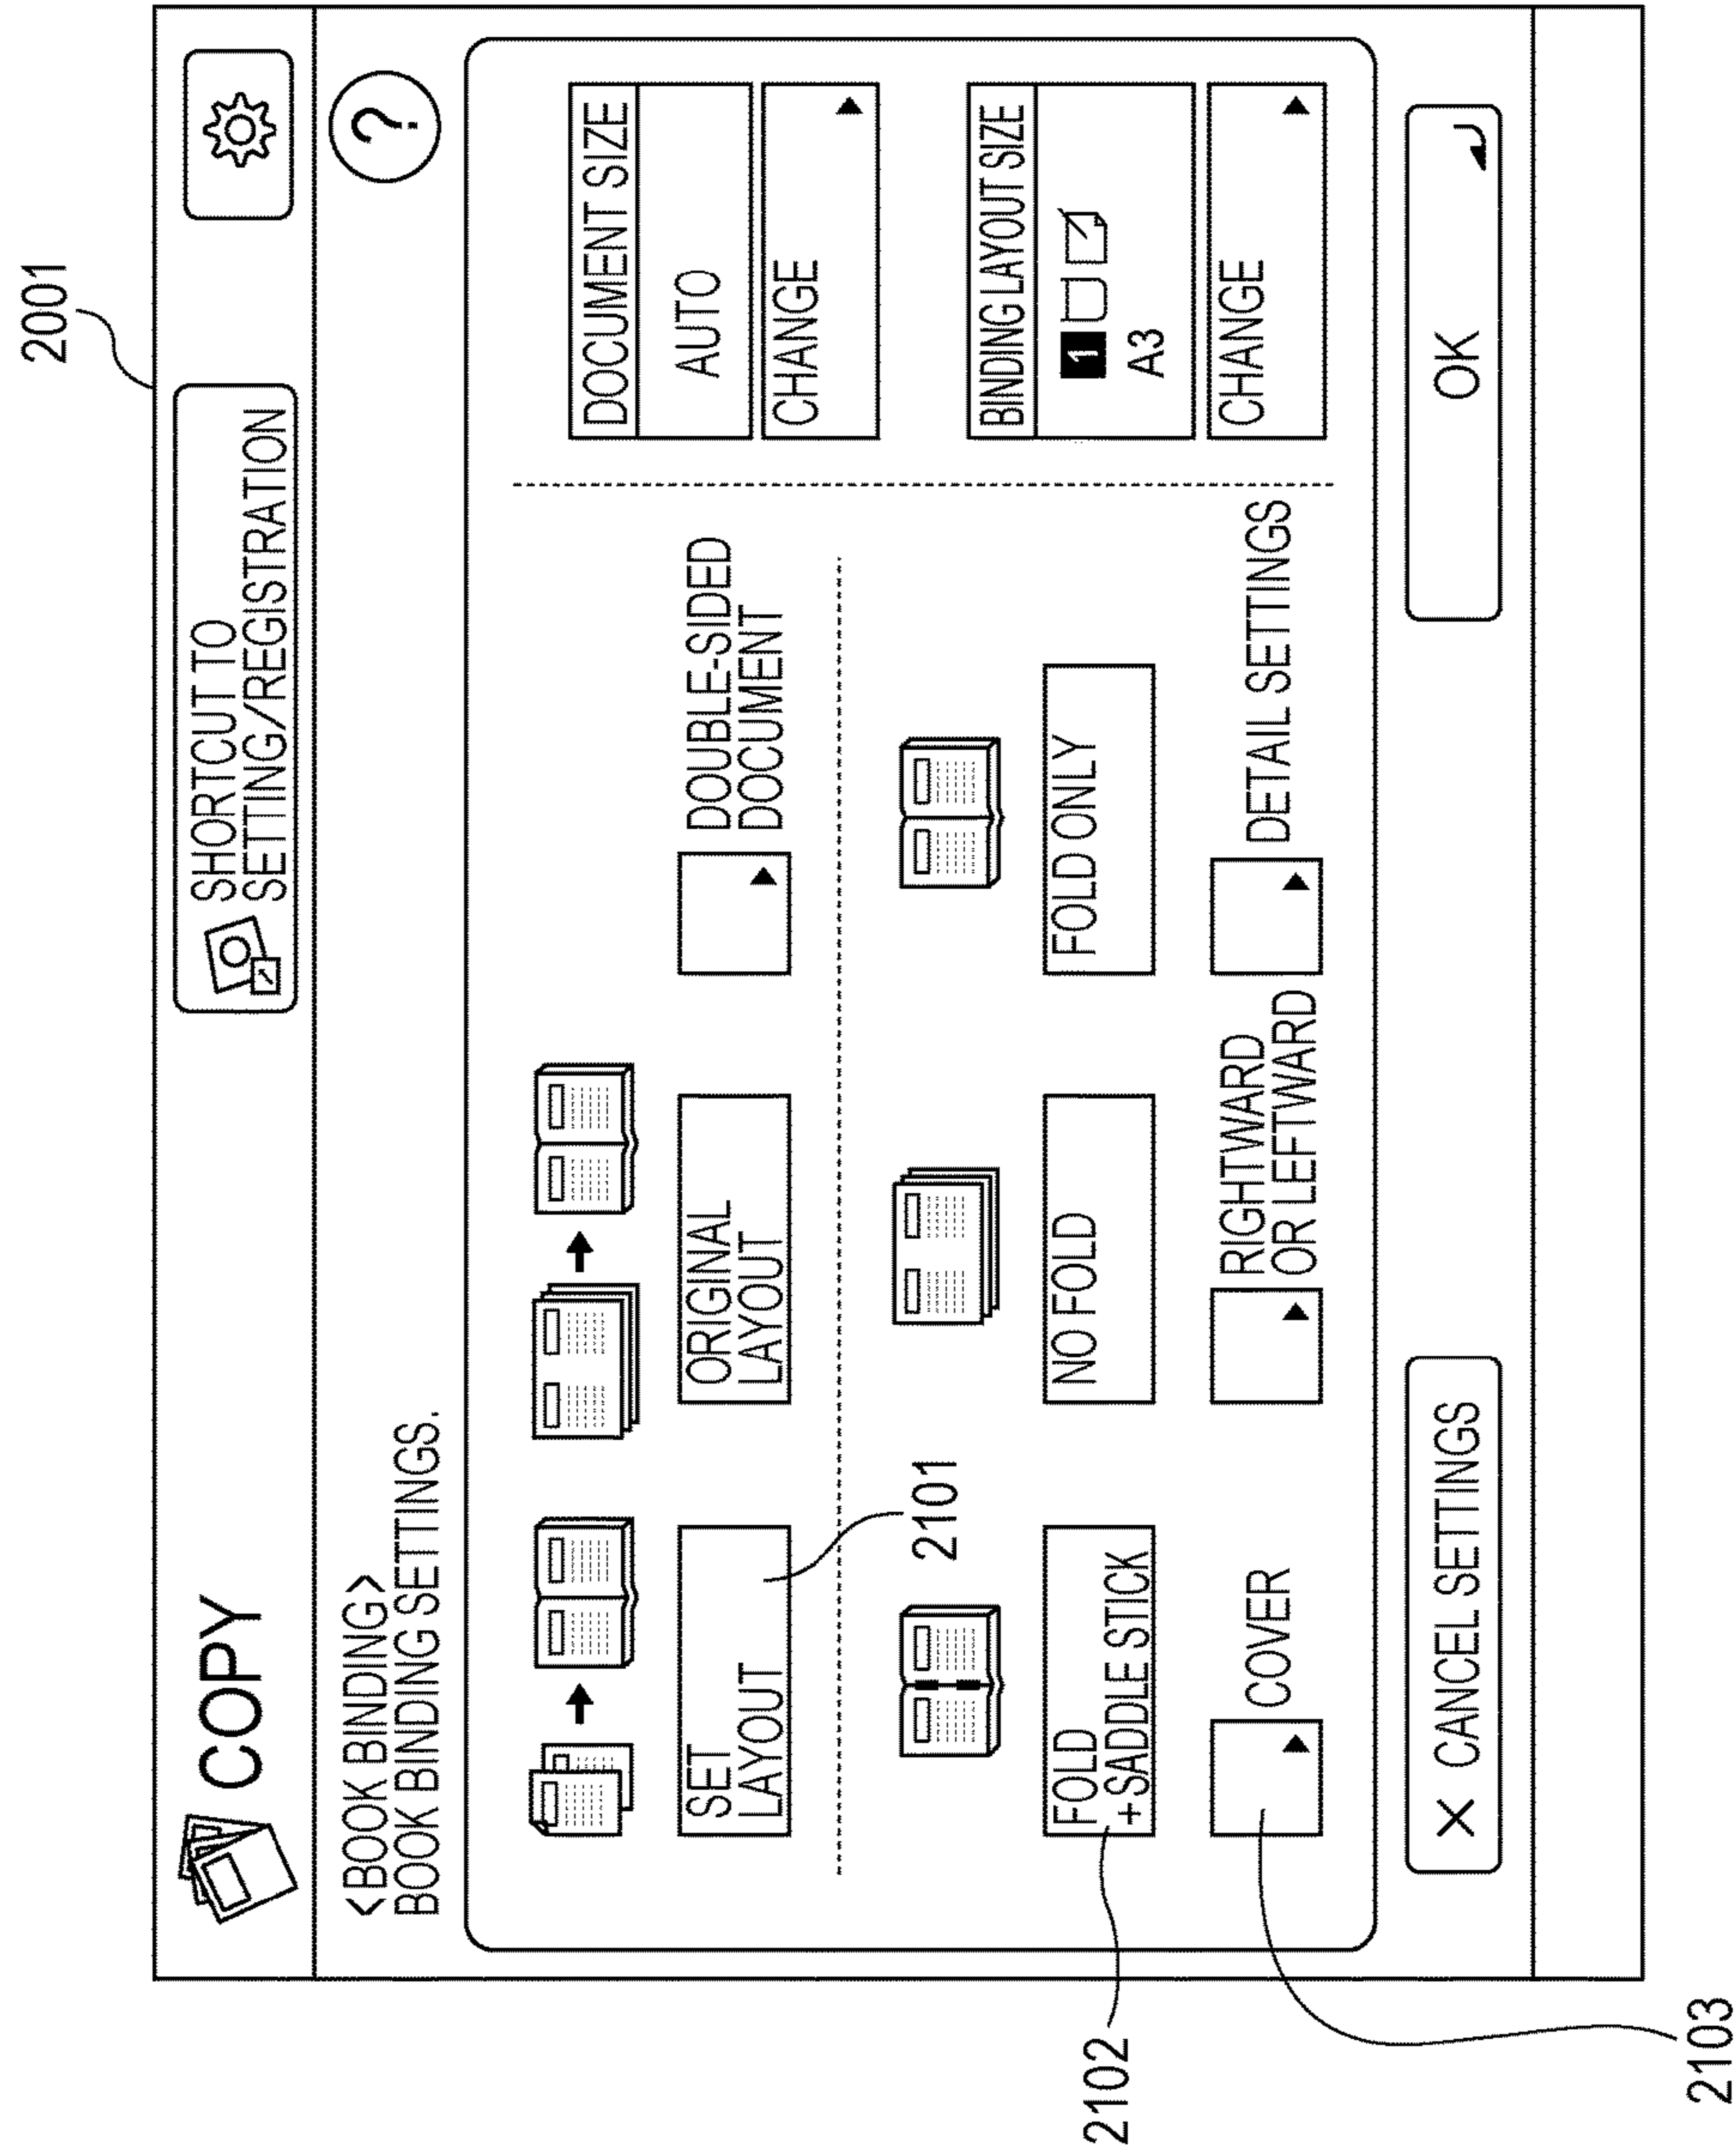 2001
COPY
SHORTCUT TO
SETTING/REGISTRATION
<BOOK BINDING>
BOOK BINDING SETTINGS.
?
SET
LAYOUT
ORIGINAL
LAYOUT
DOUBLE-SIDED
DOCUMENT
DOCUMENT SIZE
AUTO
CHANGE
2101
FOLD
+SADDLE STICK
NO FOLD
FOLD ONLY
BINDING LAYOUT SIZE
1
A3
CHANGE
COVER
RIGHTWARD
OR LEFTWARD
DETAIL SETTINGS
× CANCEL SETTINGS
OK
2102
2103